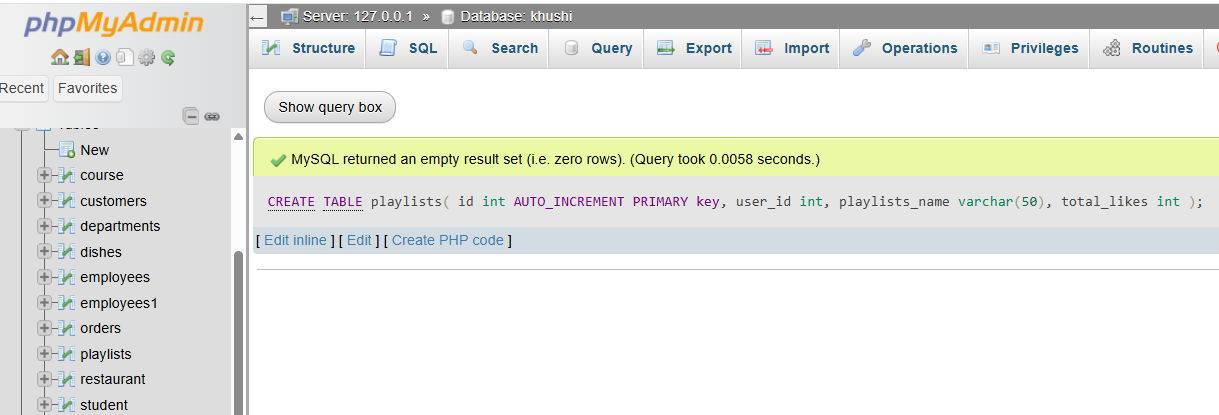 phpMyAdmin
Server: 127.0.0.1 » Database: khushi
Structure SQL Search Query Export Import Operations Privileges Routines
Recent Favorites
Show query box
Tables
New
course
customers
departments
dishes
employees
employees1
orders
playlists
restaurant
student
MySQL returned an empty result set (i.e. zero rows). (Query took 0.0058 seconds.)
CREATE TABLE playlists( id int AUTO_INCREMENT PRIMARY key, user_id int, playlists_name varchar(50), total_likes int );
[ Edit inline ] [ Edit ] [ Create PHP code ]